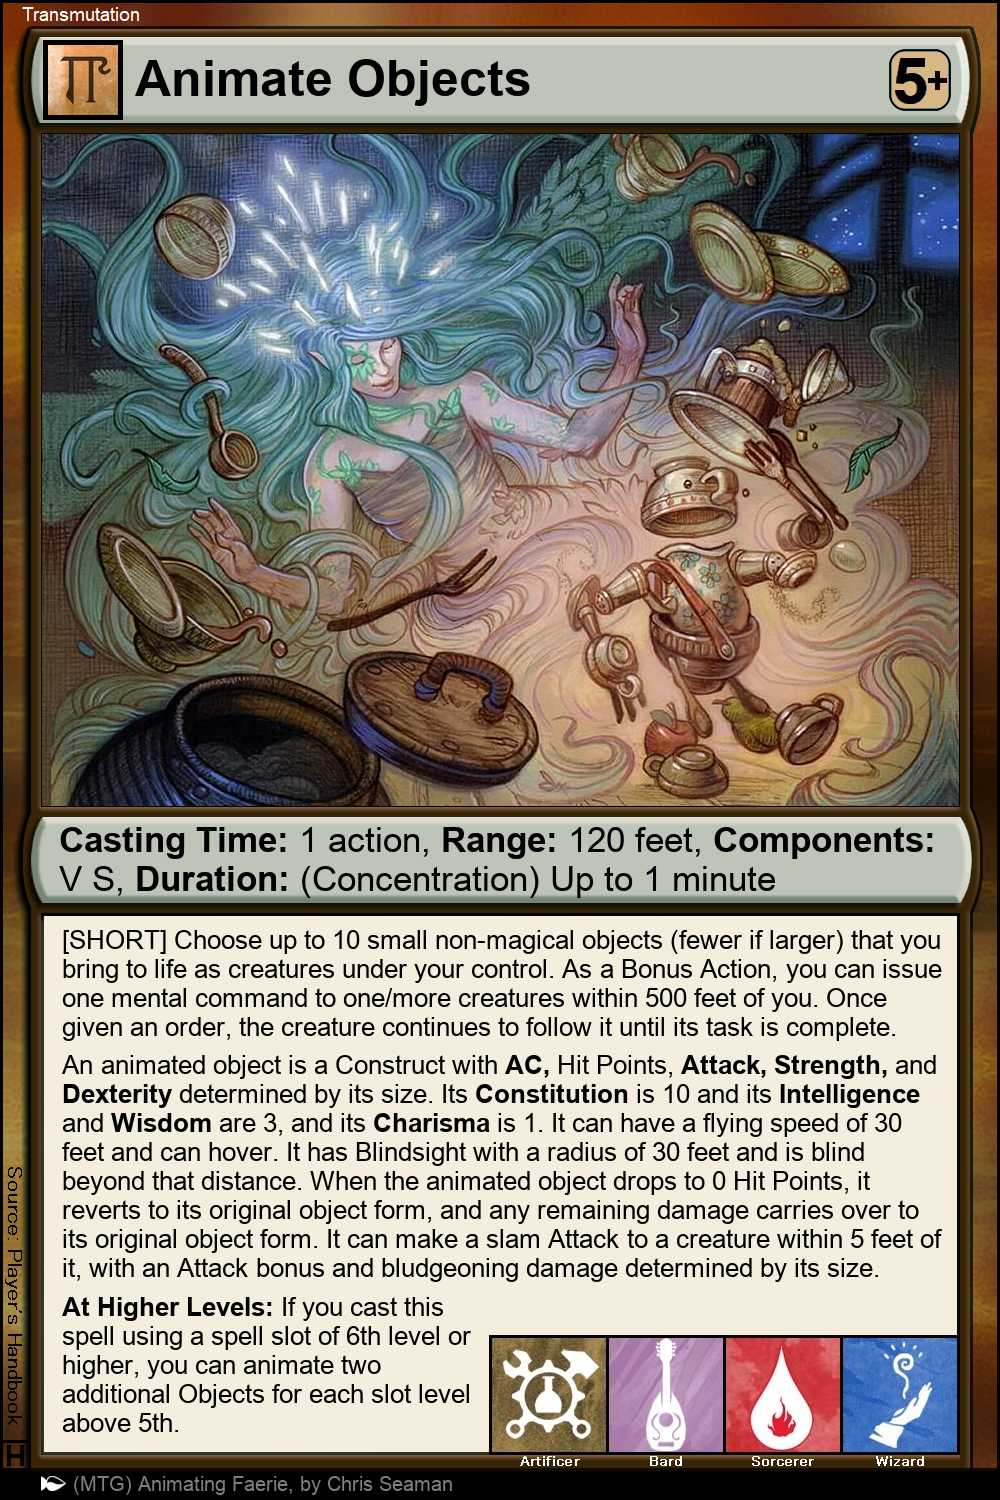 Transmutation
Animate Objects
5+
Casting Time: 1 action, Range: 120 feet, Components:
V S, Duration: (Concentration) Up to 1 minute
[SHORT] Choose up to 10 small non-magical objects (fewer if larger) that you
bring to life as creatures under your control. As a Bonus Action, you can issue
one mental command to one/more creatures within 500 feet of you. Once
given an order, the creature continues to follow it until its task is complete.
An animated object is a Construct with AC, Hit Points, Attack, Strength, and
Dexterity determined by its size. Its Constitution is 10 and its Intelligence
and Wisdom are 3, and its Charisma is 1. It can have a flying speed of 30
feet and can hover. It has Blindsight with a radius of 30 feet and is blind
beyond that distance. When the animated object drops to 0 Hit Points, it
reverts to its original object form, and any remaining damage carries over to
its original object form. It can make a slam Attack to a creature within 5 feet of
it, with an Attack bonus and bludgeoning damage determined by its size.
At Higher Levels: If you cast this
spell using a spell slot of 6th level or
higher, you can animate two
additional Objects for each slot level
above 5th.
Artificer
Bard
Sorcerer
Wizard
Source: Player's Handbook
H
(MTG) Animating Faerie, by Chris Seaman